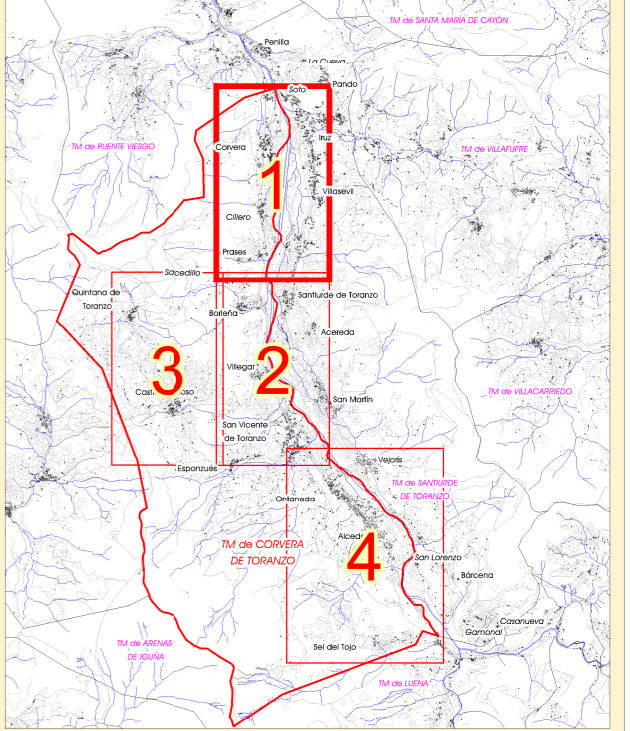 TM de SANTA MARIA DE CAYÓN
Penilla
La Cueva
Pando
Soto
Iruz
TM de PUENTE VIESGO
Corvera
TM de VILLAFUFRE
1
Villasevil
Cillero
Prases
Sacedillo
Quintana de
Toranzo
Santiurde de Toranzo
Borleña
Acereda
3
2
Villegar
TM de VILLACARRIEDO
San Martín
San Vicente
de Toranzo
Esponzués
Vejorís
TM de SANTIURDE
DE TORANZO
Ontaneda
Alceda
TM de CORVERA
DE TORANZO
4
San Lorenzo
Bárcena
Casanueva
Gamonal
TM de ARENAS
DE IGUÑA
Sel del Tojo
TM de LUENA